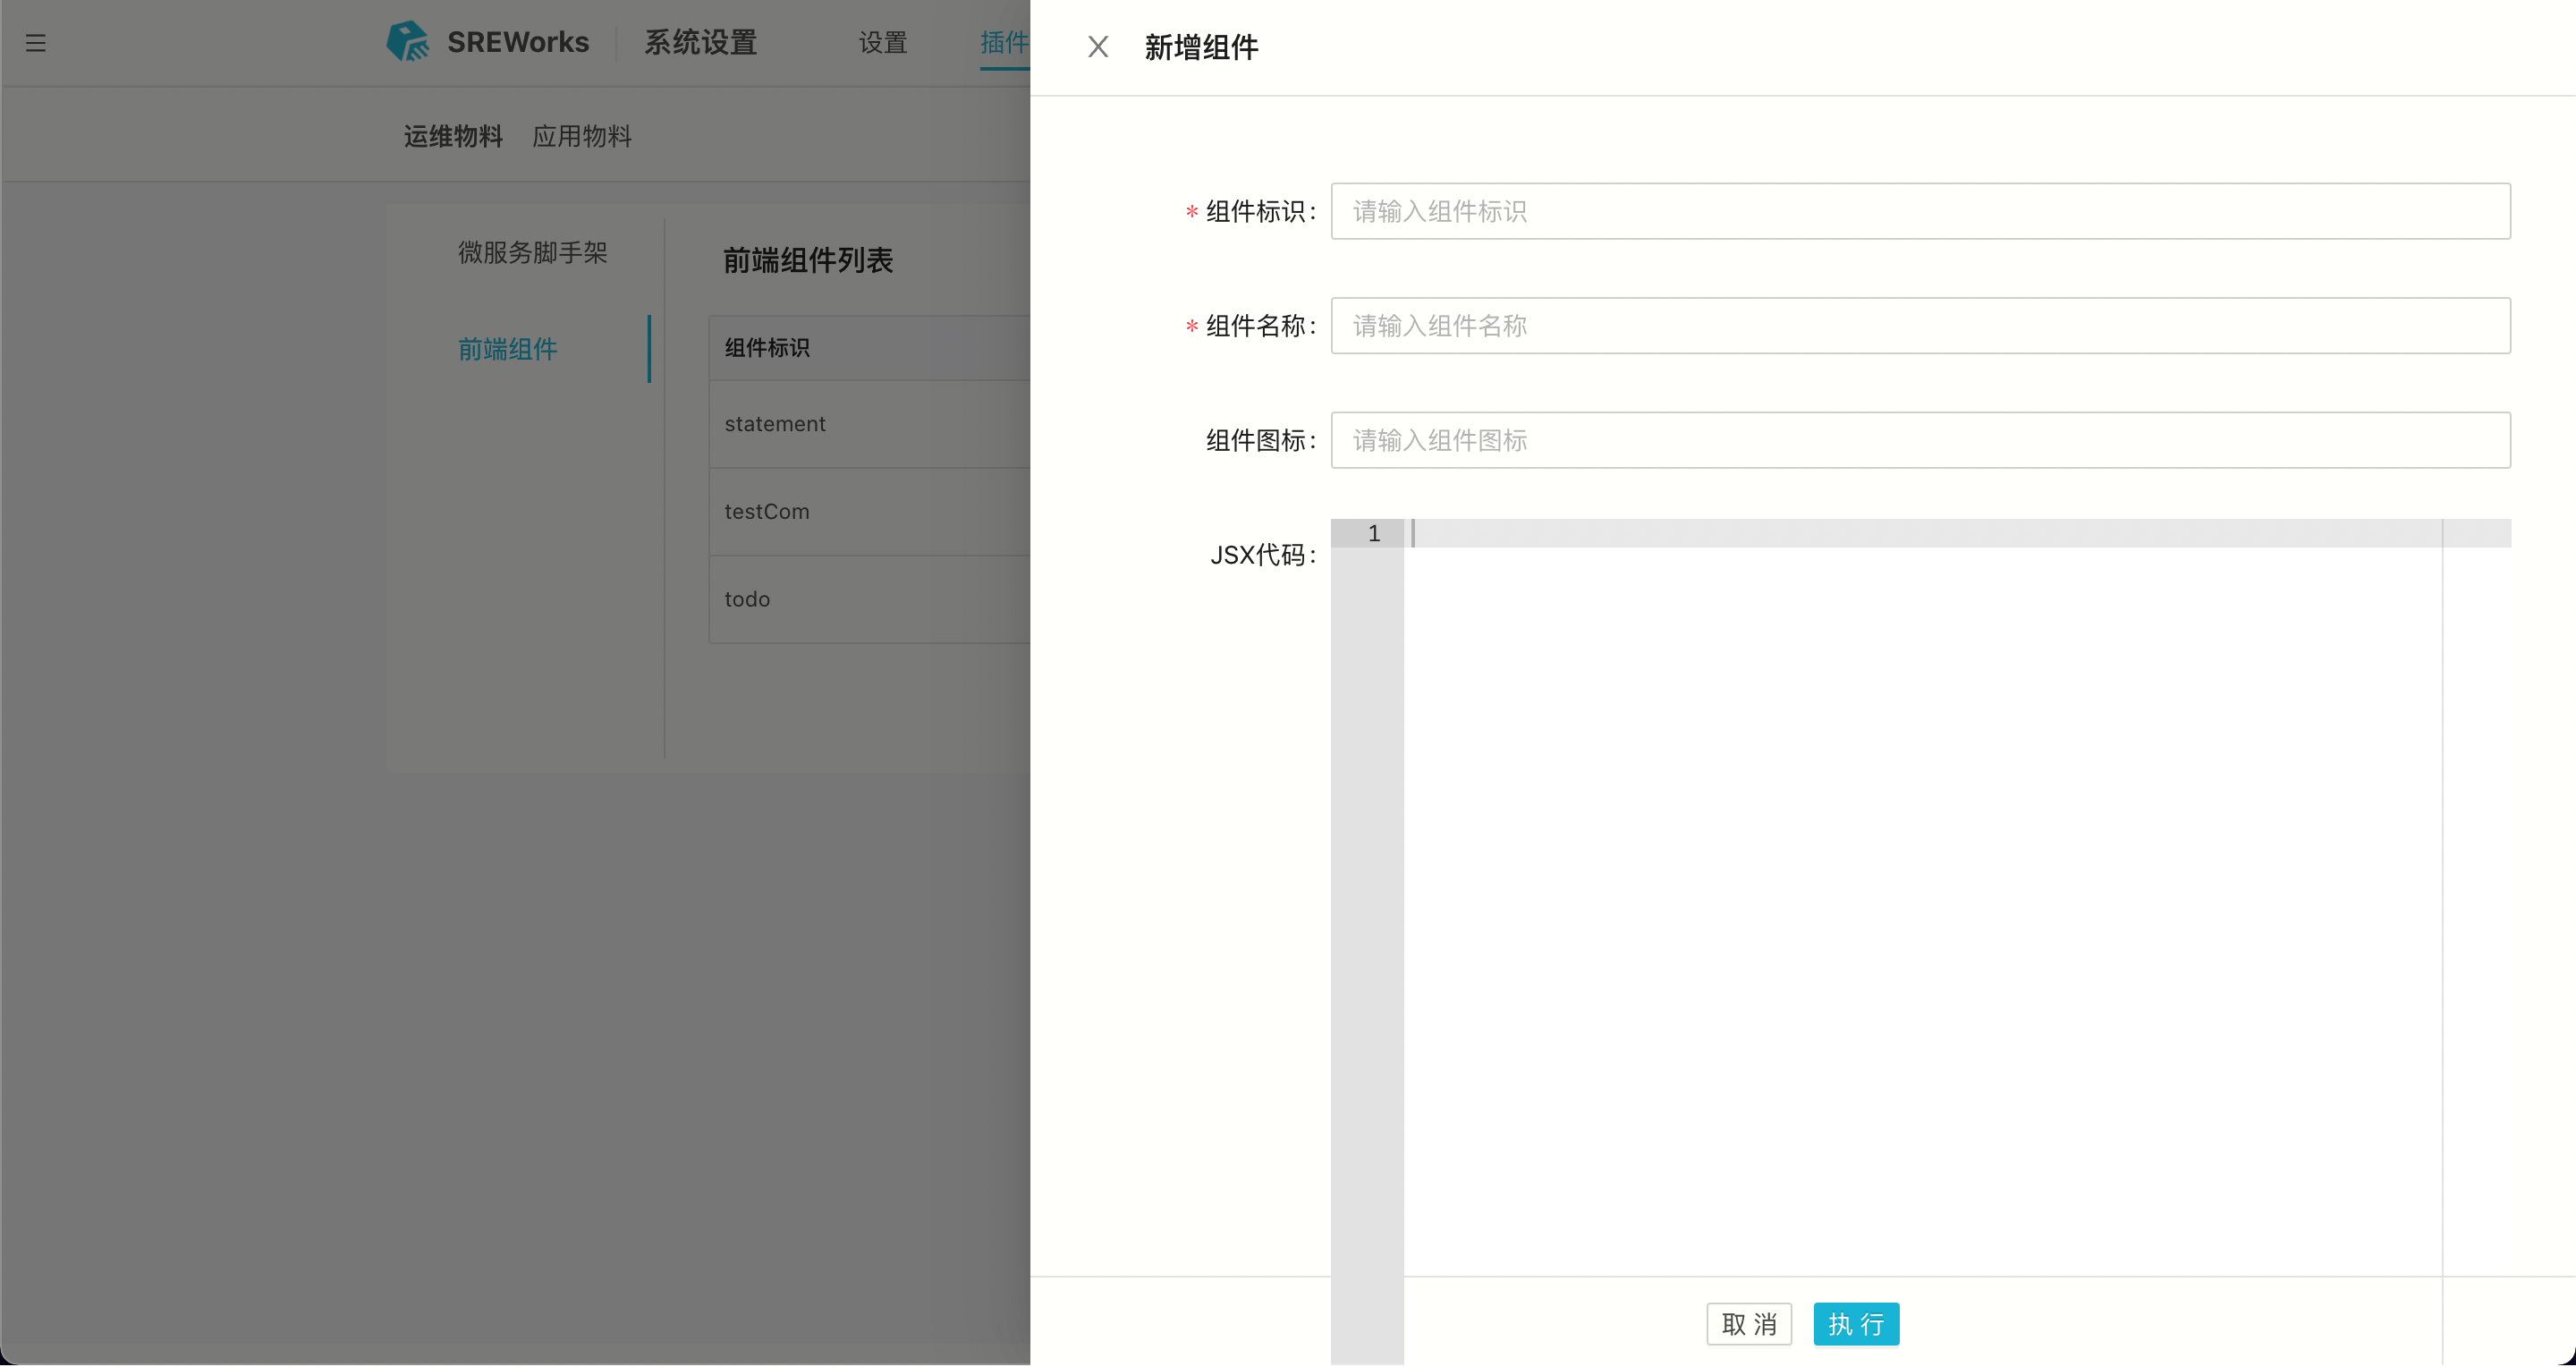 SREWorks
系统设置
设置
插件
运维物料
应用物料
微服务脚手架
前端组件
前端组件列表
组件标识
statement
testCom
todo
新增组件
* 组件标识:
请输入组件标识
* 组件名称:
请输入组件名称
组件图标:
请输入组件图标
JSX代码:
1
取 消
执 行